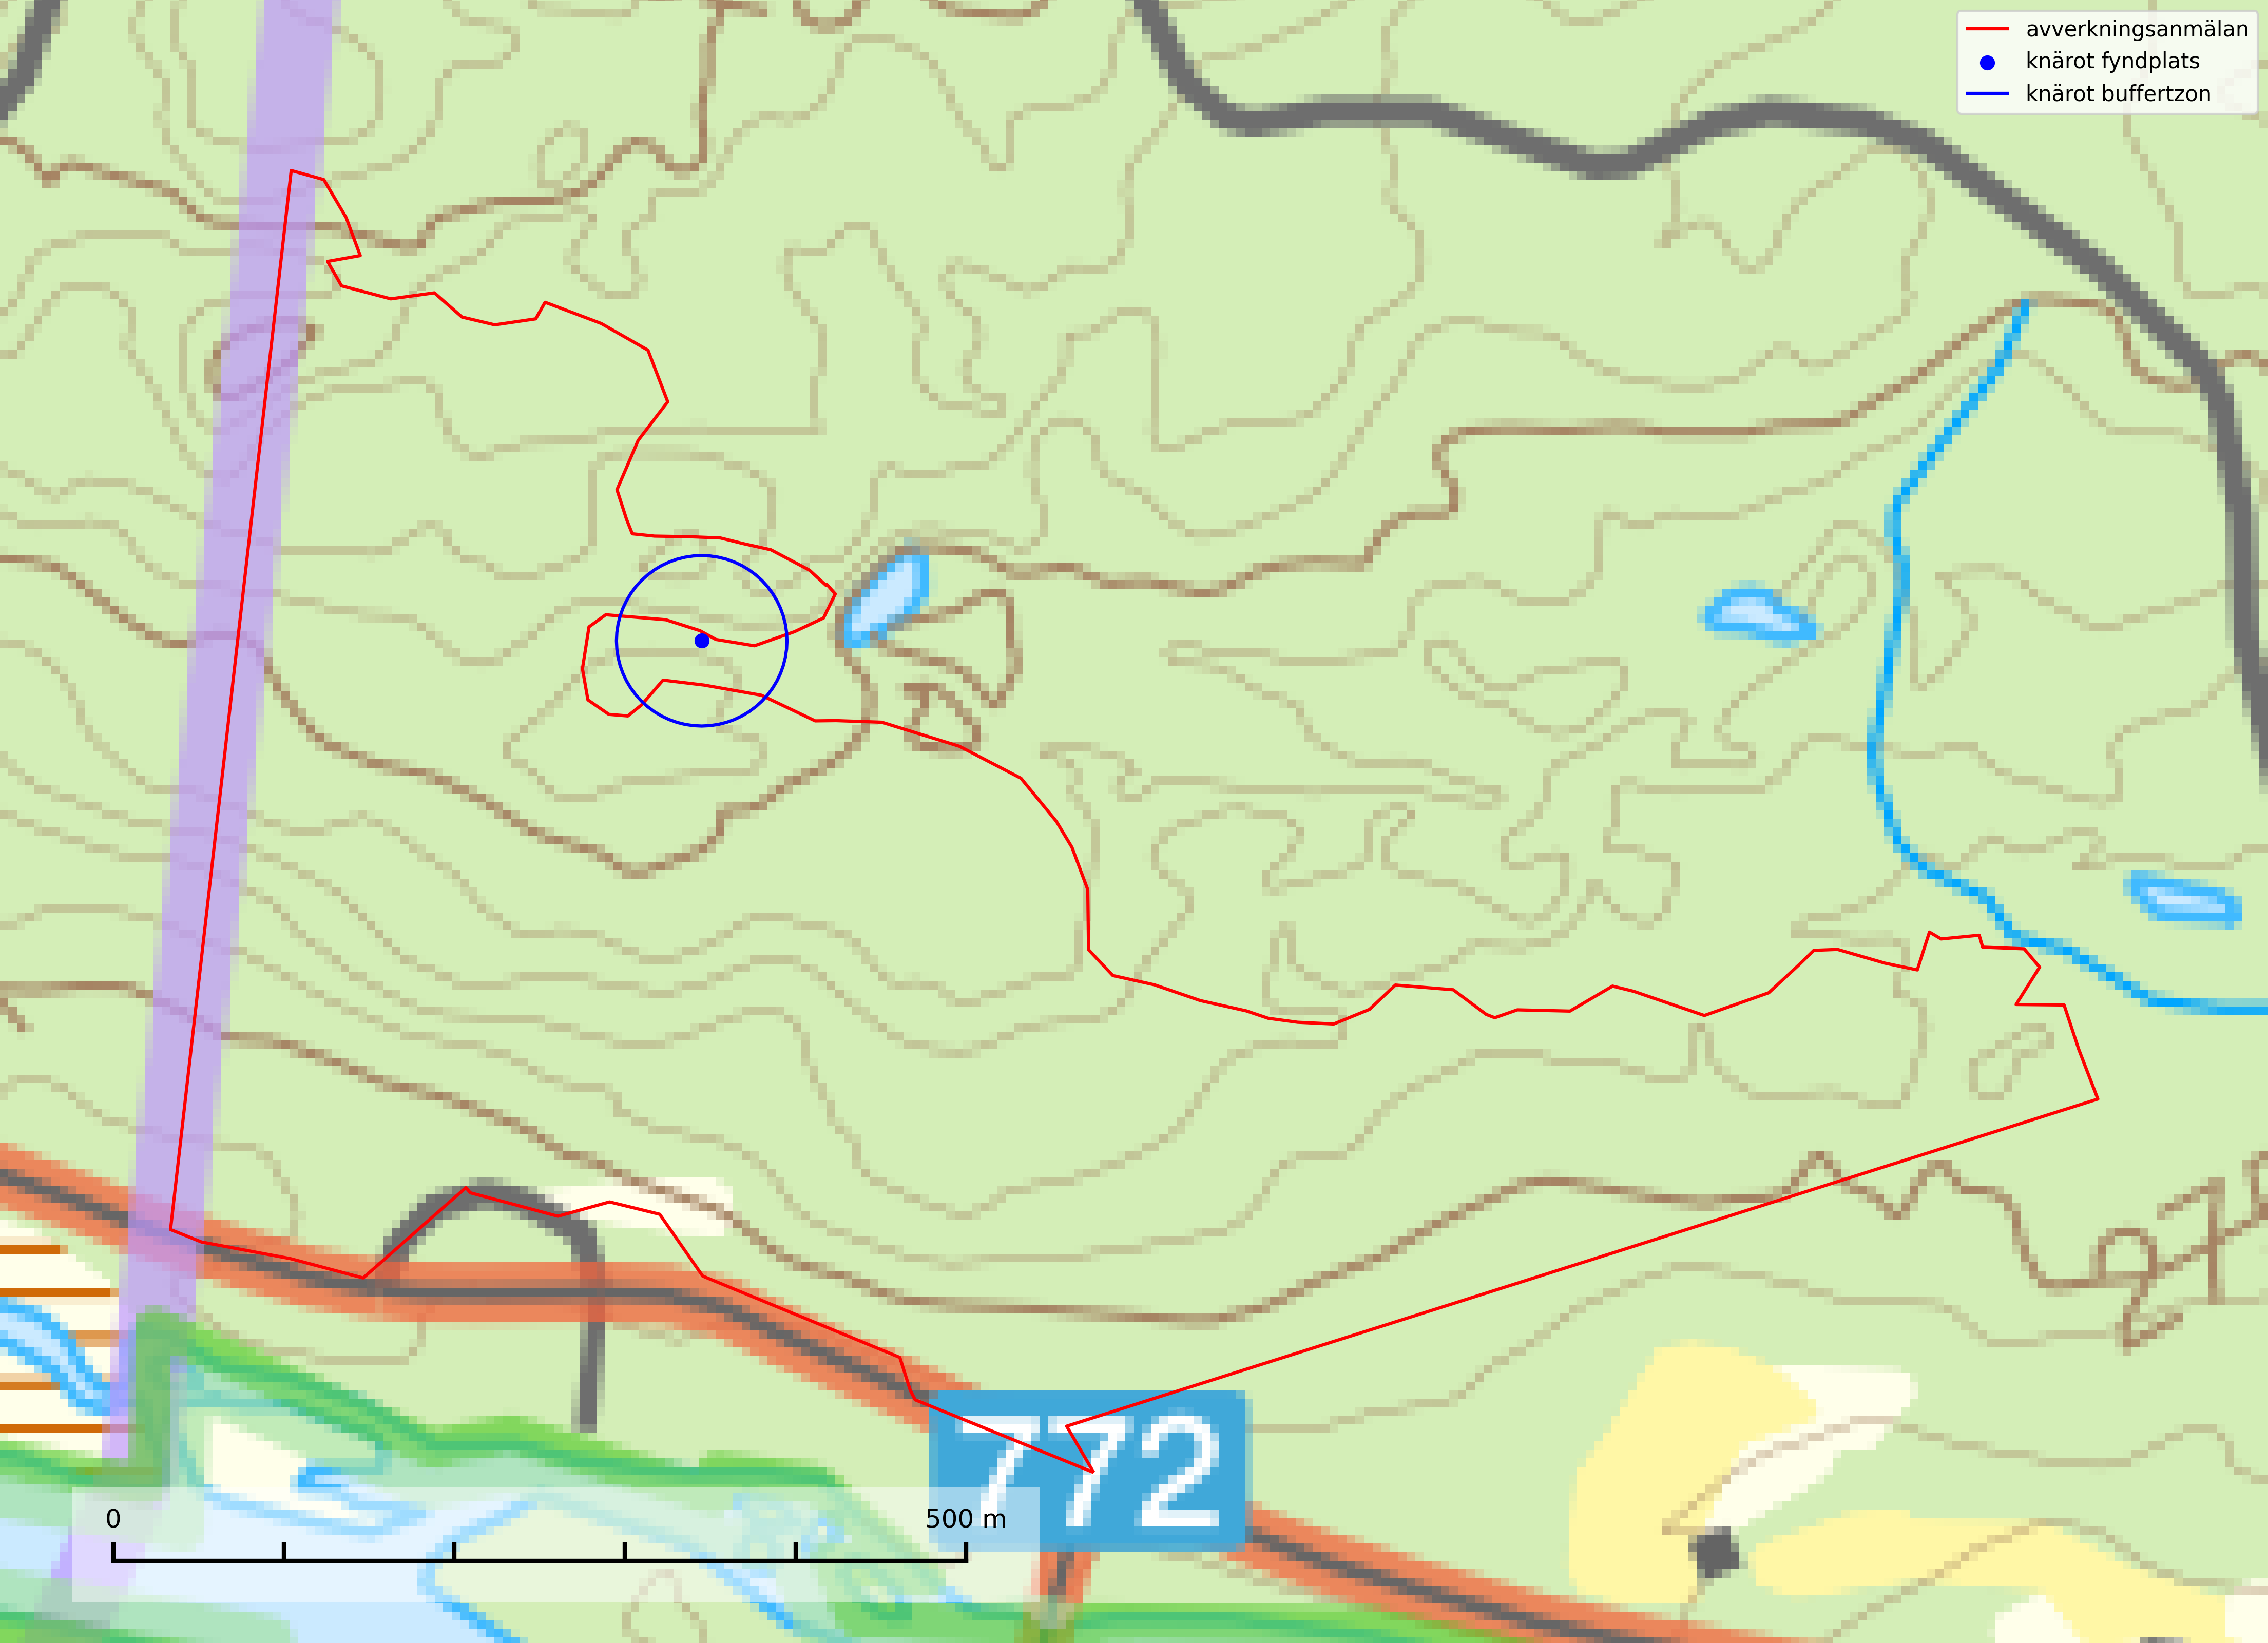 avverkningsanmälan
knärot fyndplats
knärot buffertzon
772
0
500 m